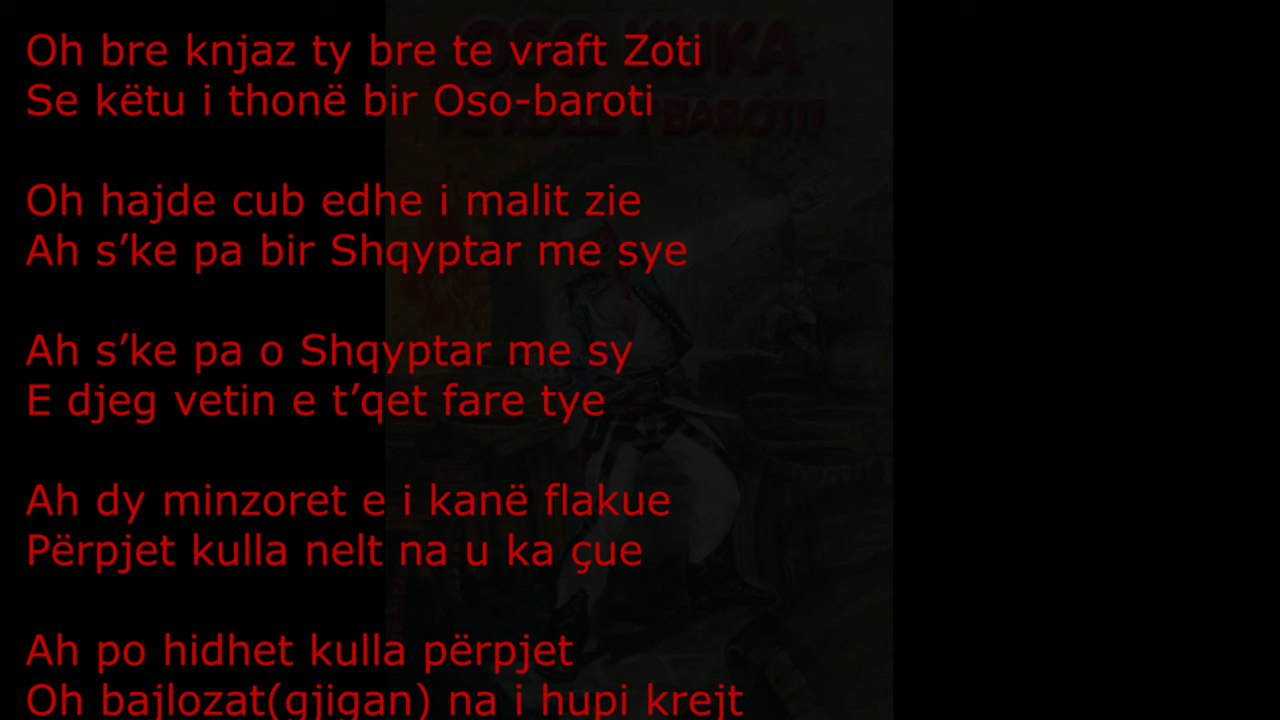 OSO KUKA
Oh bre knjaz ty bre te vraft Zoti
Se këtu i thonë bir Oso-baroti
Oh hajde cub edhe i malit zie
Ah s’ke pa bir Shqyptar me sye
Ah s’ke pa o Shqyptar me sy
E djeg vetin e t’qet fare tye
Ah dy minzoret e i kanë flakue
Përpjet kulla nelt na u ka çue
Ah po hidhet kulla përpjet
Oh bajlozat(gjigan) na i hupi krejt